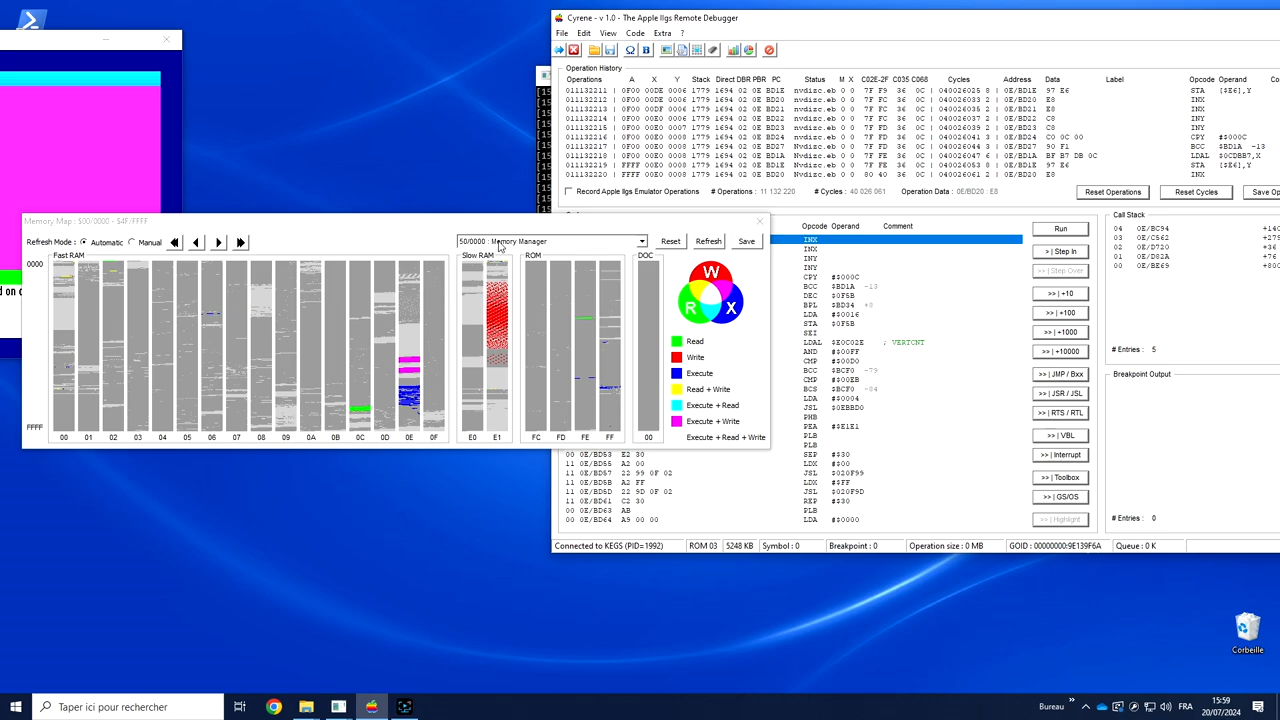 Cyrene - v 1.0 - The Apple IIgs Remote Debugger
File Edit View Code Extra ?
Operation History
Operations A X Y Stack Direct DBR PBR PC Status M X C02E-2F C035 C068 Cycles Address Data Label Opcode Operand
011132211 | 0F00 00DE 0006 1779 1694 02 0E BD1E nvdizc.eb 0 0 7F F9 36 0C | 040026033 2 | 0E/BD1E 97 E6 STA [$E6],Y
011132212 | 0F00 00DE 0006 1779 1694 02 0E BD20 nvdizc.eb 0 0 7F FC 36 0C | 040026033 2 | 0E/BD20 E8 INX
011132213 | 0F00 00DF 0006 1779 1694 02 0E BD21 nvdizc.eb 0 0 7F FC 36 0C | 040026035 2 | 0E/BD21 E8 INX
011132214 | 0F00 00E0 0006 1779 1694 02 0E BD22 nvdizc.eb 0 0 7F FC 36 0C | 040026037 2 | 0E/BD22 C8 INY
011132215 | 0F00 00E0 0007 1779 1694 02 0E BD23 nvdizc.eb 0 0 7F FD 36 0C | 040026039 2 | 0E/BD23 C8 INY
011132216 | 0F00 00E0 0008 1779 1694 02 0E BD24 nvdizc.eb 0 0 7F FD 36 0C | 040026041 3 | 0E/BD24 C0 0C 00 CPY #$000C
011132217 | 0F00 00E0 0008 1779 1694 02 0E BD27 Nvdizc.eb 0 0 7F FD 36 0C | 040026044 3 | 0E/BD27 90 F1 BCC $BD1A -13
011132218 | 0F00 00E0 0008 1779 1694 02 0E BD1A Nvdizc.eb 0 0 7F FE 36 0C | 040026047 6 | 0E/BD1A BF B7 DB 0C LDAL $0CDBB7,X
011132219 | FFFF 00E0 0008 1779 1694 02 0E BD1E Nvdizc.eb 0 0 7F FE 36 0C | 040026053 8 | 0E/BD1E 97 E6 STA [$E6],Y
011132220 | FFFF 00E0 0008 1779 1694 02 0E BD20 Nvdizc.eb 0 0 80 36 0C | 040026061 2 | 0E/BD20 E8 INX
Record Apple IIgs Emulator Operations # Operations : 11 132 220 # Cycles : 40 026 061 Operation Data : 0E/BD20 : E8 Reset Operations Reset Cycles Save Op
Memory Map : $00/0000 - $4F/FFFF
Refresh Mode : Automatic Manual 50/0000 : Memory Manager Reset Refresh Save
Fast RAM Slow RAM ROM DOC
0000
W
R X
Read
Write
Execute
Read + Write
Execute + Read
Execute + Write
Execute + Read + Write
FFFF
00 01 02 03 04 05 06 07 08 09 0A 0B 0C 0D 0E 0F E0 E1 FC FD FE FF 00
Opcode Operand Comment
INX
INX
INY
INY
CPY #$000C
BCC $BD1A -13
DEC $0F5B
BPL $BD34 +8
LDA #$0016
STA $0F5B
SEI
LDAL $E0C02E ; VERTCNT
AND #$00FF
CMP #$00D0
BCC $BCF0 -79
CMP #$00EB
BCS $BCF0 -84
LDA #$0004
JSL $0EBBD0
PHB
PEA #$E1E1
PLB
PLB
11 0E/BD53 E2 30 SEP #$30
11 0E/BD55 A2 00 LDX #$00
11 0E/BD57 22 99 0F 02 JSL $020F99
11 0E/BD5B A2 FF LDX #$FF
11 0E/BD5D 22 9D 0F 02 JSL $020F9D
11 0E/BD61 C2 30 REP #$30
00 0E/BD63 AB PLB
00 0E/BD64 A9 00 00 LDA #$0000
Run
> | Step In
>> | Step Over
>> | +10
>> | +100
>> | +1000
>> | +10000
>> | JMP / Bxx
>> | JSR / JSL
>> | RTS / RTL
>> | VBL
>> | Interrupt
>> | Toolbox
>> | GS/OS
>> | Highlight
Call Stack
04 0E/BC94 +140
03 0E/C562 +279
02 0E/D720 +36
01 0E/D82A +76
00 0E/BE69 +800
# Entries : 5
Breakpoint Output
# Entries : 0
Connected to KEGS (PID=1992) ROM 03 5248 KB Symbol : 0 Breakpoint : 0 Operation size : 0 MB GOID : 00000000:9E139F6A Queue : 0 K
Corbeille
Taper ici pour rechercher
Bureau
FRA
15:59
20/07/2024